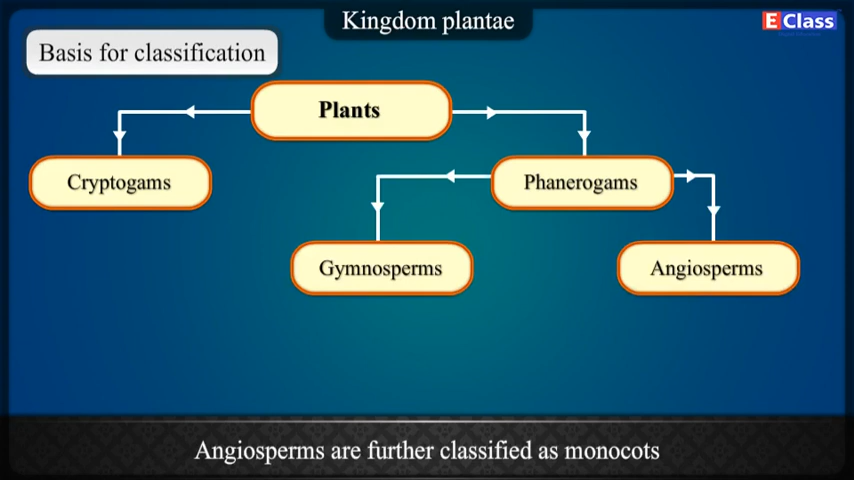 Kingdom plantae
E Class
Basis for classification
Plants
Cryptogams
Phanerogams
Gymnosperms
Angiosperms
Angiosperms are further classified as monocots